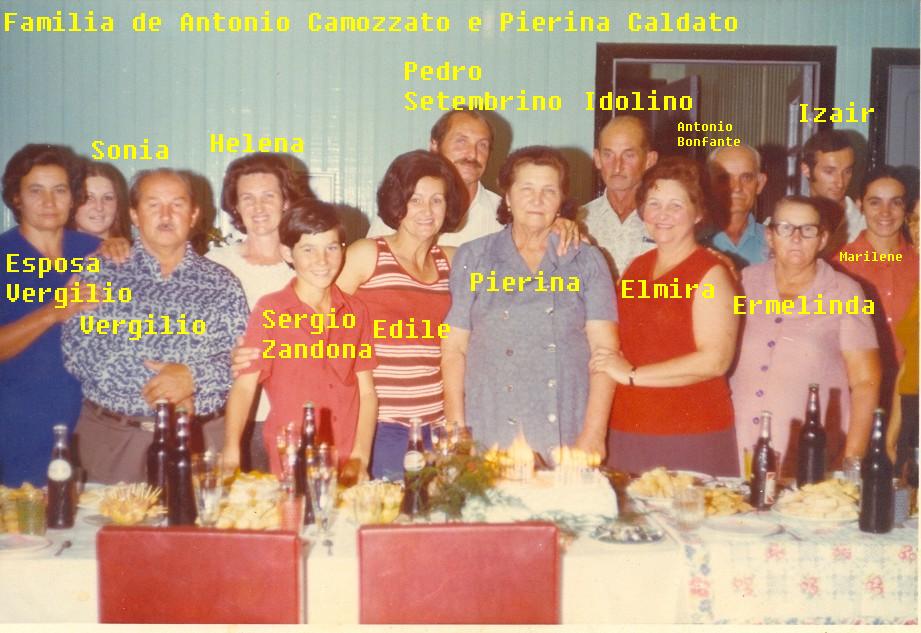 Familia de Antonio Camozzato e Pierina Caldato
Pedro
Setembrino
Idolino
Izair
Antonio
Bonfante
Sonia
Helena
Marilene
Esposa
Vergilio
Pierina
Elmira
Ermelinda
Vergilio
Sergio
Zandona
Edile